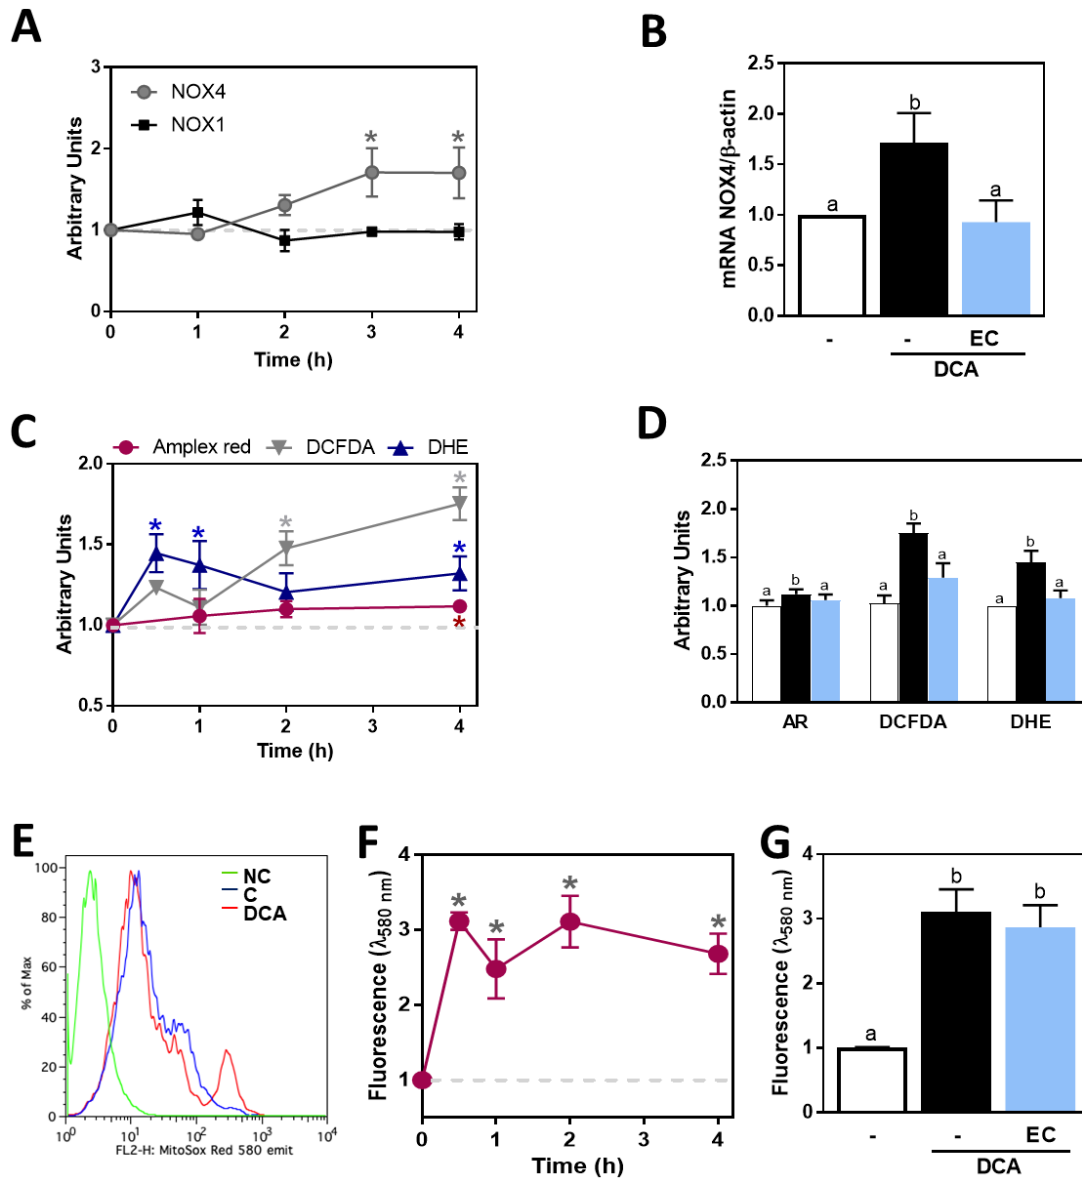 A
3
2
1
0
Arbitrary Units
NOX4
NOX1
* *
0 1 2 3 4
Time (h)
B
2.5
2.0
1.5
1.0
0.5
0.0
mRNA NOX4/β-actin
a b a
- - EC
DCA
C
Amplex red DCFDA DHE
2.0
1.5
1.0
0.5
Arbitrary Units
* * * * * *
0 1 2 3 4
Time (h)
D
2.5
2.0
1.5
1.0
0.5
0.0
Arbitrary Units
a b a a b a a b a
AR DCFDA DHE
E
100
80
60
40
20
0
% of Max
NC
C
DCA
10⁰ 10¹ 10² 10³ 10⁴
FL2-H: MitoSox Red 580 emit
F
4
3
2
1
Fluorescence (λ580 nm)
* * * *
0 1 2 3 4
Time (h)
G
4
3
2
1
0
Fluorescence (λ580 nm)
a b b
- - EC
DCA